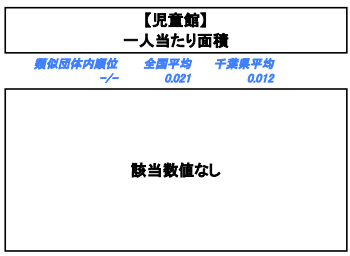 【児童館】
一人当たり面積
類似団体内順位 全国平均 千葉県平均
-/- 0.021 0.012
該当数値なし